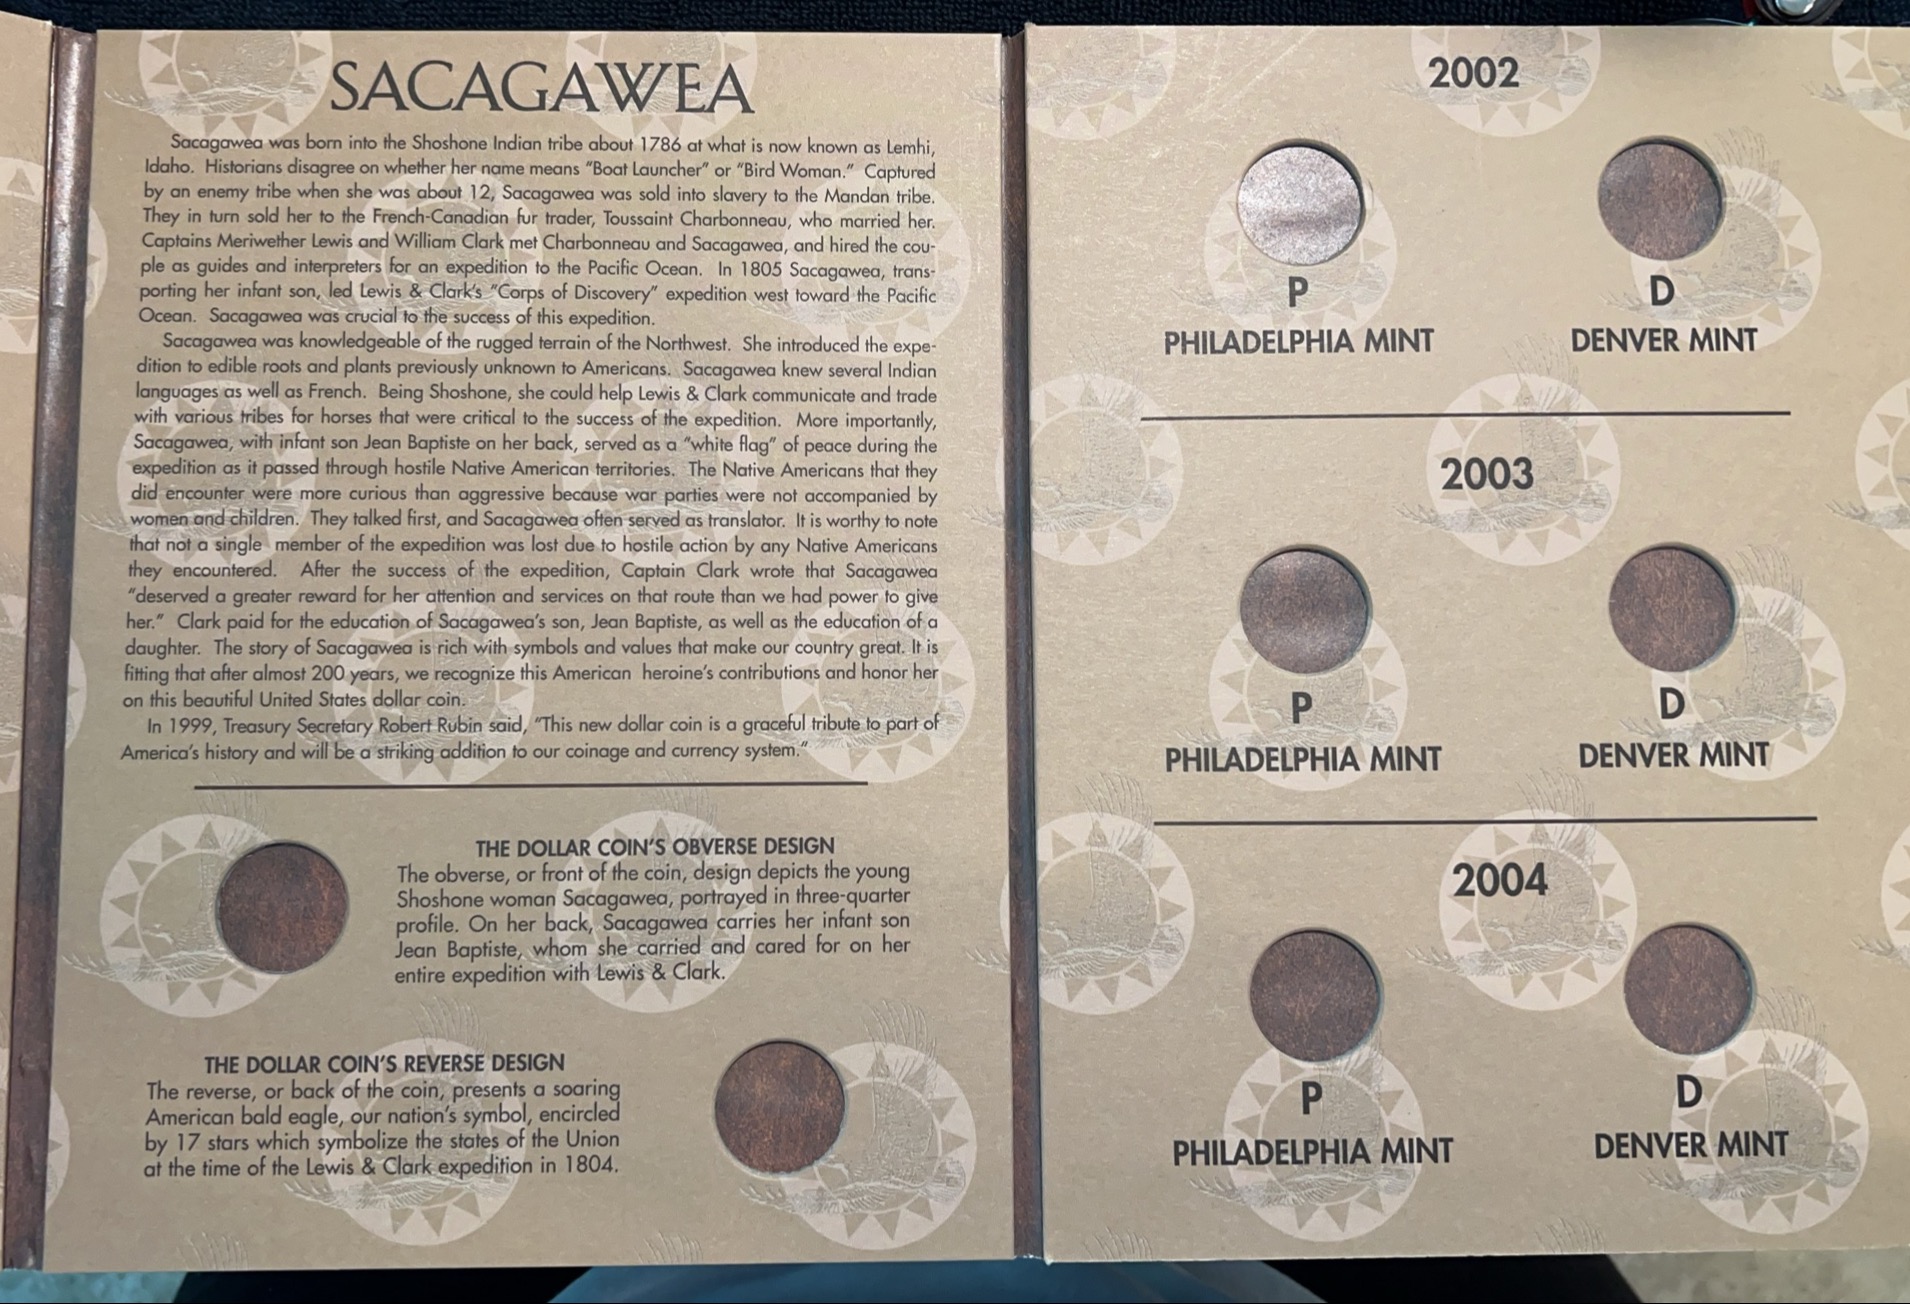 SACAGAWEA
Sacagawea was born into the Shoshone Indian tribe about 1786 at what is now known as Lemhi,
Idaho. Historians disagree on whether her name means “Boat Launcher” or “Bird Woman.” Captured
by an enemy tribe when she was about 12, Sacagawea was sold into slavery to the Mandan tribe.
They in turn sold her to the French-Canadian fur trader, Toussaint Charbonneau, who married her.
Captains Meriwether Lewis and William Clark met Charbonneau and Sacagawea, and hired the cou-
ple as guides and interpreters for an expedition to the Pacific Ocean. In 1805 Sacagawea, trans-
porting her infant son, led Lewis & Clark’s “Corps of Discovery” expedition west toward the Pacific
Ocean. Sacagawea was crucial to the success of this expedition.
Sacagawea was knowledgeable of the rugged terrain of the Northwest. She introduced the expe-
dition to edible roots and plants previously unknown to Americans. Sacagawea knew several Indian
languages as well as French. Being Shoshone, she could help Lewis & Clark communicate and trade
with various tribes for horses that were critical to the success of the expedition. More importantly,
Sacagawea, with infant son Jean Baptiste on her back, served as a “white flag” of peace during the
expedition as it passed through hostile Native American territories. The Native Americans that they
did encounter were more curious than aggressive because war parties were not accompanied by
women and children. They talked first, and Sacagawea often served as translator. It is worthy to note
that not a single member of the expedition was lost due to hostile action by any Native Americans
they encountered. After the success of the expedition, Captain Clark wrote that Sacagawea
“deserved a greater reward for her attention and services on that route than we had power to give
her.” Clark paid for the education of Sacagawea’s son, Jean Baptiste, as well as the education of a
daughter. The story of Sacagawea is rich with symbols and values that make our country great. It is
fitting that after almost 200 years, we recognize this American heroine’s contributions and honor her
on this beautiful United States dollar coin.
In 1999, Treasury Secretary Robert Rubin said, “This new dollar coin is a graceful tribute to part of
America’s history and will be a striking addition to our coinage and currency system.”
THE DOLLAR COIN’S OBVERSE DESIGN
The obverse, or front of the coin, design depicts the young
Shoshone woman Sacagawea, portrayed in three-quarter
profile. On her back, Sacagawea carries her infant son
Jean Baptiste, whom she carried and cared for on her
entire expedition with Lewis & Clark.
THE DOLLAR COIN’S REVERSE DESIGN
The reverse, or back of the coin, presents a soaring
American bald eagle, our nation’s symbol, encircled
by 17 stars which symbolize the states of the Union
at the time of the Lewis & Clark expedition in 1804.
2002
P D
PHILADELPHIA MINT DENVER MINT
2003
P D
PHILADELPHIA MINT DENVER MINT
2004
P D
PHILADELPHIA MINT DENVER MINT